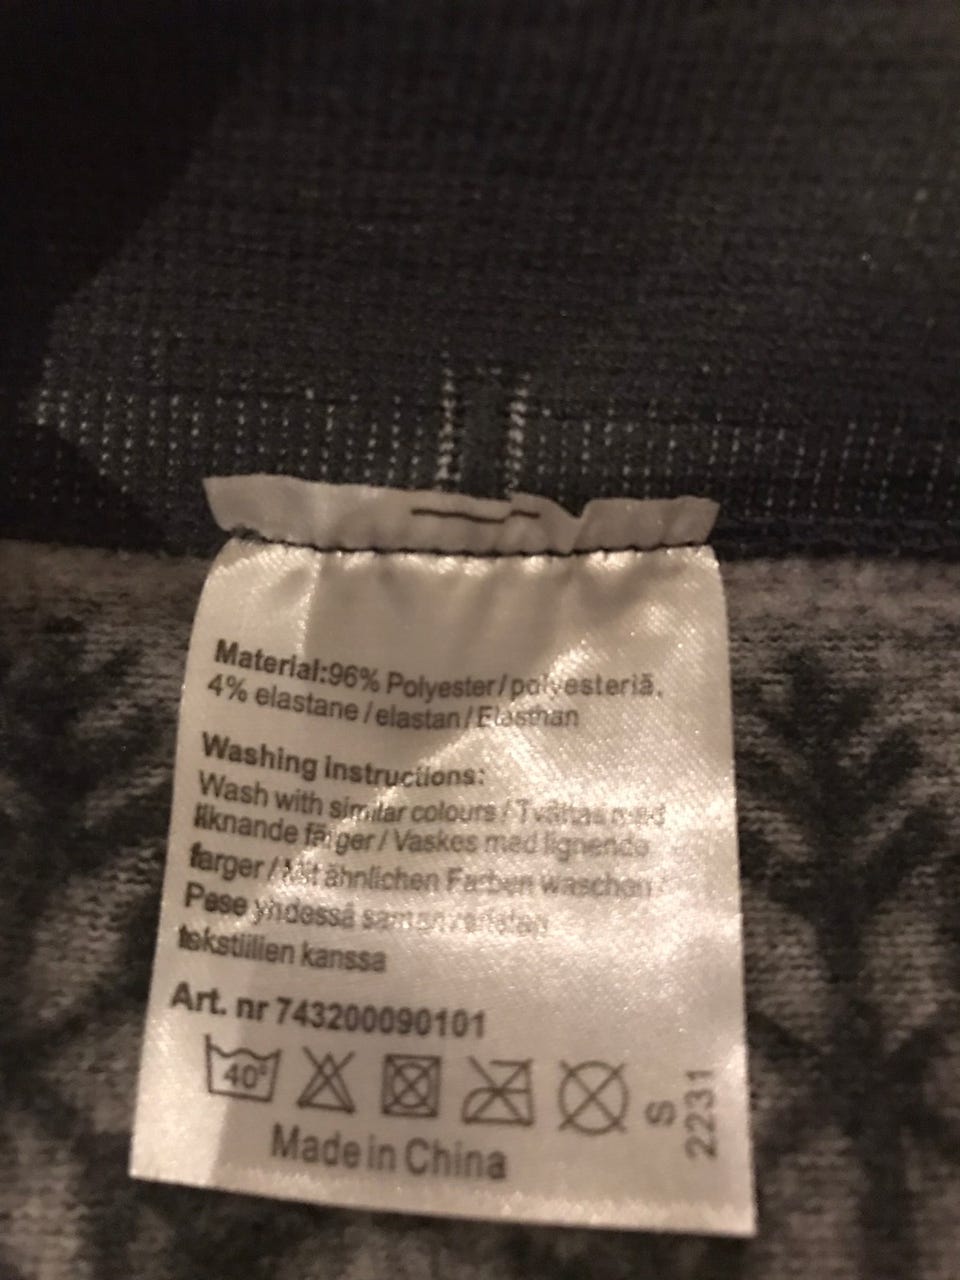 Material:96% Polyester/polyesteriä,
4% elastane/elastan/Elasthan
Washing instructions:
Wash with similar colours/Tvättas med
liknande färger/Vaskes med lignende
farger/Mit ähnlichen Farben waschen/
Pese yhdessä samanväristen
tekstiilien kanssa
Art. nr 743200090101
40°
Made in China
S
2231